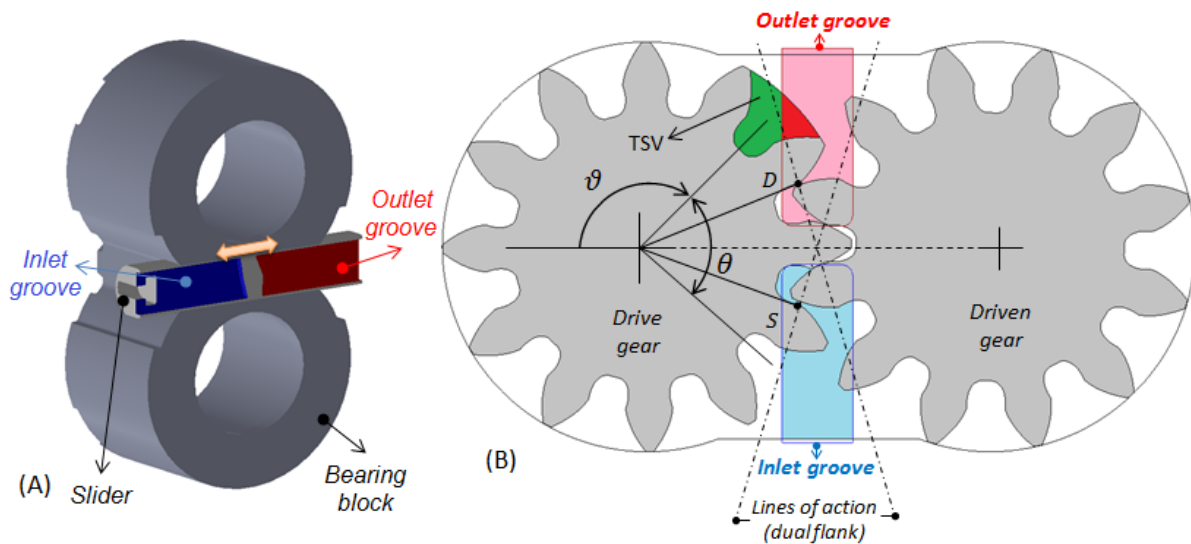 Outlet
groove
Inlet
groove
(A)
Slider
Bearing
block
Outlet groove
TSV
ϑ
D
θ
S
Drive
gear
Driven
gear
(B)
Inlet groove
Lines of action
(dual flank)